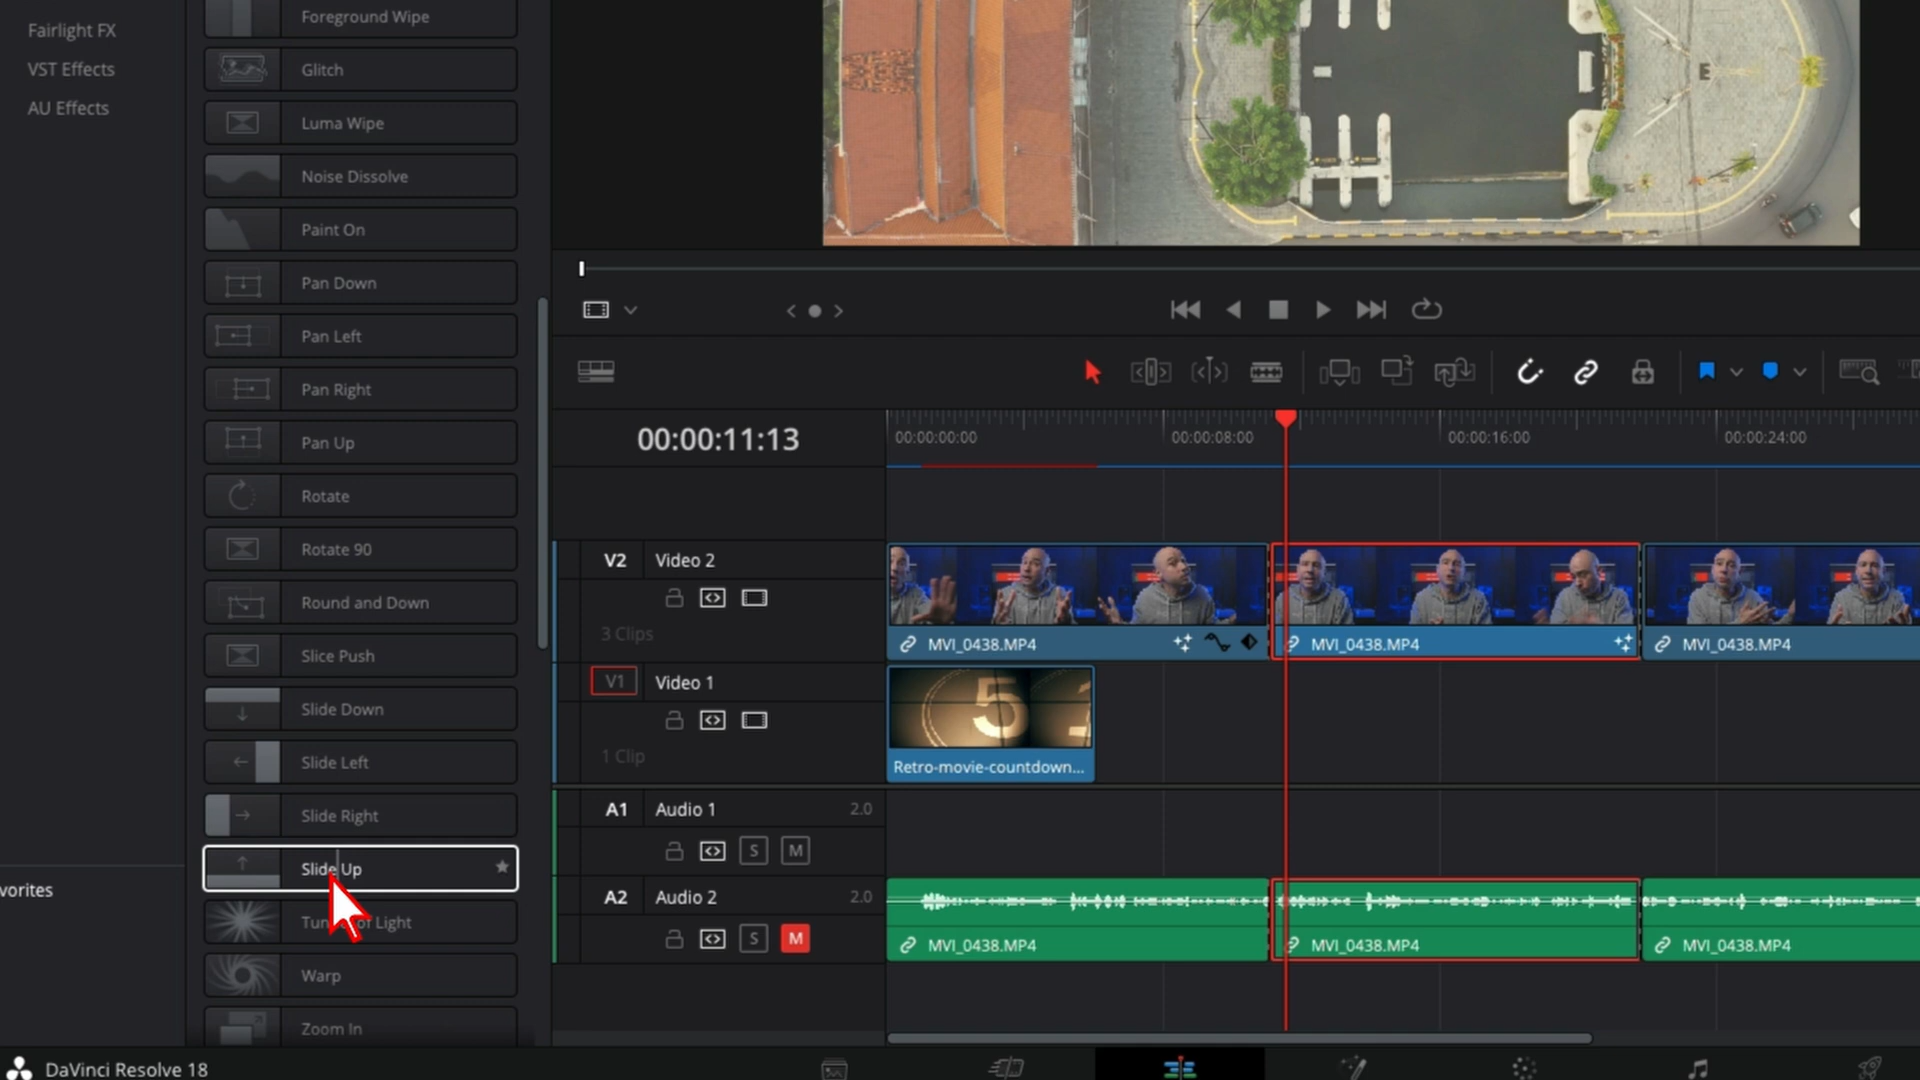 Fairlight FX
VST Effects
AU Effects
vorites
Foreground Wipe
Glitch
Luma Wipe
Noise Dissolve
Paint On
Pan Down
Pan Left
Pan Right
Pan Up
Rotate
Rotate 90
Round and Down
Slice Push
Slide Down
Slide Left
Slide Right
Slide Up
Tun of Light
Warp
Zoom In
00:00:11:13
00:00:00:00
00:00:08:00
00:00:16:00
00:00:24:00
V2 Video 2
3 Clips
MVI_0438.MP4
MVI_0438.MP4
MVI_0438.MP4
V1 Video 1
1 Clip
5
Retro-movie-countdown...
A1 Audio 1 2.0
S M
A2 Audio 2 2.0
S M
MVI_0438.MP4
MVI_0438.MP4
MVI_0438.MP4
DaVinci Resolve 18